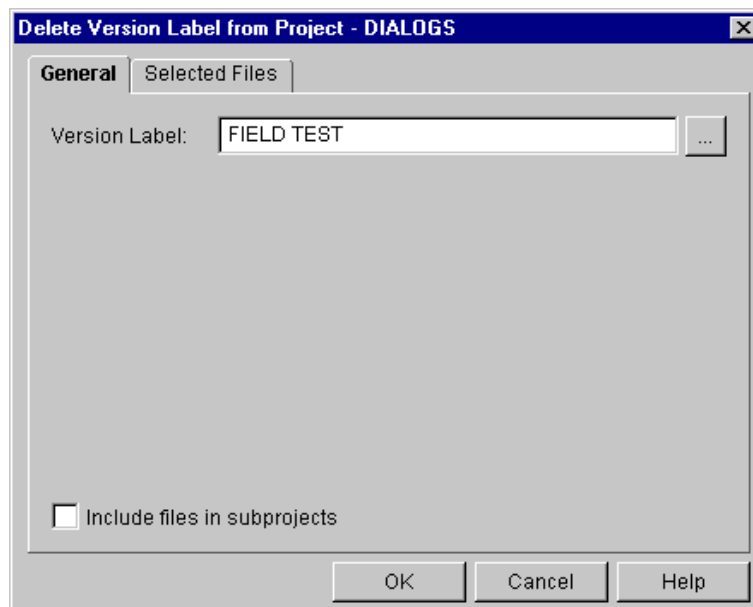 Delete Version Label from Project - DIALOGS
General Selected Files
Version Label: FIELD TEST ...
Include files in subprojects
OK Cancel Help